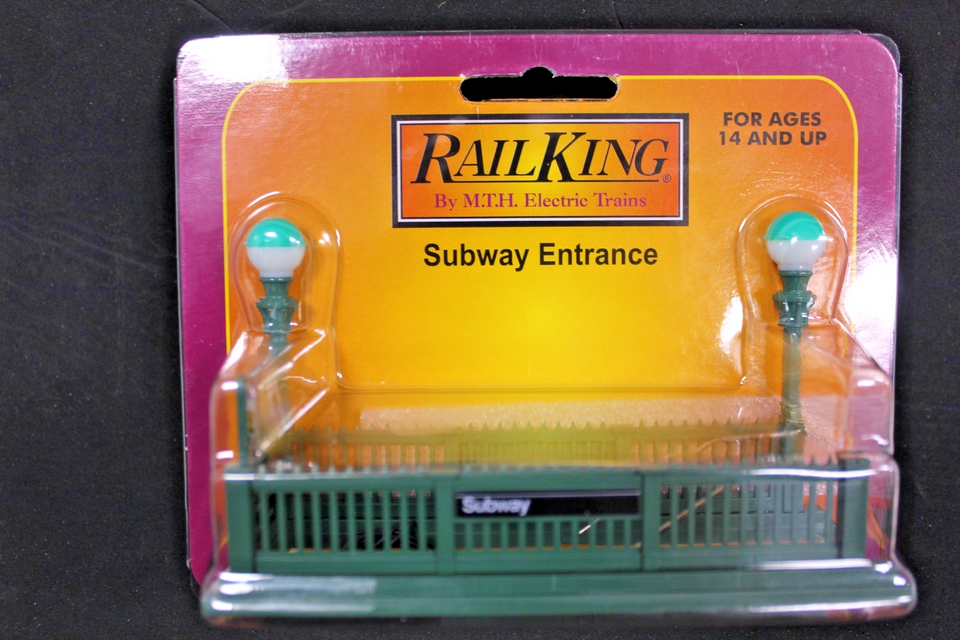 RAILKING®
By M.T.H. Electric Trains
FOR AGES
14 AND UP
Subway Entrance
Subway